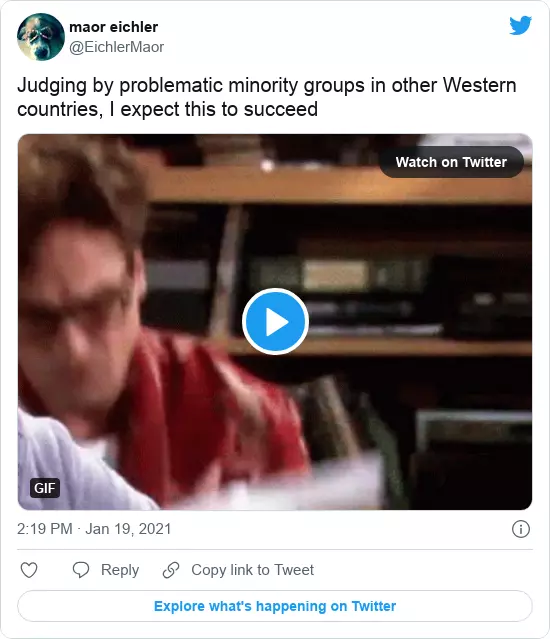 maor eichler
@EichlerMaor
Judging by problematic minority groups in other Western
countries, I expect this to succeed
Watch on Twitter
GIF
2:19 PM · Jan 19, 2021
Reply
Copy link to Tweet
Explore what's happening on Twitter